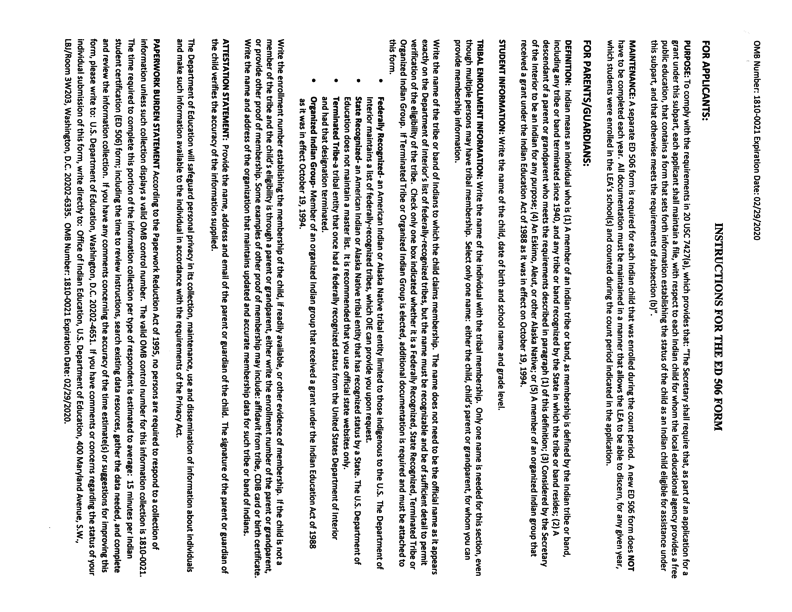 OMB Number: 1810-0021 Expiration Date: 02/29/2020
INSTRUCTIONS FOR THE ED 506 FORM
FOR APPLICANTS:
PURPOSE: To comply with the requirements in 20 USC 7427(a), which provides that: "The Secretary shall require that, as part of an application for a
grant under this subpart, each applicant shall maintain a file, with respect to each Indian child for whom the local educational agency provides a free
public education, that contains a form that sets forth information establishing the status of the child as an Indian child eligible for assistance under
this subpart, and that otherwise meets the requirements of subsection (b)".
MAINTENANCE: A separate ED 506 form is required for each Indian child that was enrolled during the count period. A new ED 506 form does NOT
have to be completed each year. All documentation must be maintained in a manner that allows the LEA to be able to discern, for any given year,
which students were enrolled in the LEA's school(s) and counted during the count period indicated in the application.
FOR PARENTS/GUARDIANS:
DEFINITION: Indian means an individual who is (1) A member of an Indian tribe or band, as membership is defined by the Indian tribe or band,
including any tribe or band terminated since 1940, and any tribe or band recognized by the State in which the tribe or band resides; (2) A
descendant of a parent or grandparent who meets the requirements described in paragraph (1) of this definition; (3) Considered by the Secretary
of the Interior to be an Indian for any purpose; (4) An Eskimo, Aleut, or other Alaska Native; or (5) A member of an organized Indian group that
received a grant under the Indian Education Act of 1988 as it was in effect on October 19, 1994.
STUDENT INFORMATION: Write the name of the child, date of birth and school name and grade level.
TRIBAL ENROLLMENT INFORMATION: Write the name of the individual with the tribal membership. Only one name is needed for this section, even
though multiple persons may have tribal membership. Select only one name: either the child, child's parent or grandparent, for whom you can
provide membership information.
Write the name of the tribe or band of Indians to which the child claims membership. The name does not need to be the official name as it appears
exactly on the Department of Interior's list of federally-recognized tribes, but the name must be recognizable and be of sufficient detail to permit
verification of the eligibility of the tribe. Check only one box indicated whether it is a Federally Recognized, State Recognized, Terminated Tribe or
Organized Indian Group. If Terminated Tribe or Organized Indian Group is elected, additional documentation is required and must be attached to
this form.
• Federally Recognized- an American Indian or Alaska Native tribal entity limited to those indigenous to the U.S. The Department of
Interior maintains a list of federally-recognized tribes, which OIE can provide you upon request.
• State Recognized- an American Indian or Alaska Native tribal entity that has recognized status by a State. The U.S. Department of
Education does not maintain a master list. It is recommended that you use official state websites only.
• Terminated Tribe-a tribal entity that once had a federally recognized status from the United States Department of Interior
and had that designation terminated.
• Organized Indian Group- Member of an organized Indian group that received a grant under the Indian Education Act of 1988
as it was in effect October 19, 1994.
Write the enrollment number establishing the membership of the child, if readily available, or other evidence of membership. If the child is not a
member of the tribe and the child's eligibility is through a parent or grandparent, either write the enrollment number of the parent or grandparent,
or provide other proof of membership. Some examples of other proof of membership may include: affidavit from tribe, CDIB card or birth certificate.
Write the name and address of the organization that maintains updated and accurate membership data for such tribe or band of Indians.
ATTESTATION STATEMENT: Provide the name, address and email of the parent or guardian of the child. The signature of the parent or guardian of
the child verifies the accuracy of the information supplied.
The Department of Education will safeguard personal privacy in its collection, maintenance, use and dissemination of information about individuals
and make such information available to the individual in accordance with the requirements of the Privacy Act.
PAPERWORK BURDEN STATEMENT According to the Paperwork Reduction Act of 1995, no persons are required to respond to a collection of
information unless such collection displays a valid OMB control number. The valid OMB control number for this information collection is 1810-0021.
The time required to complete this portion of the information collection per type of respondent is estimated to average: 15 minutes per Indian
student certification (ED 506) form; including the time to review instructions, search existing data resources, gather the data needed, and complete
and review the information collection. If you have any comments concerning the accuracy of the time estimate(s) or suggestions for improving this
form, please write to: U.S. Department of Education, Washington, D.C. 20202-4651. If you have comments or concerns regarding the status of your
individual submission of this form, write directly to: Office of Indian Education, U.S. Department of Education, 400 Maryland Avenue, S.W.,
LBJ/Room 3W203, Washington, D.C. 20202-6335. OMB Number: 1810-0021 Expiration Date: 02/29/2020.